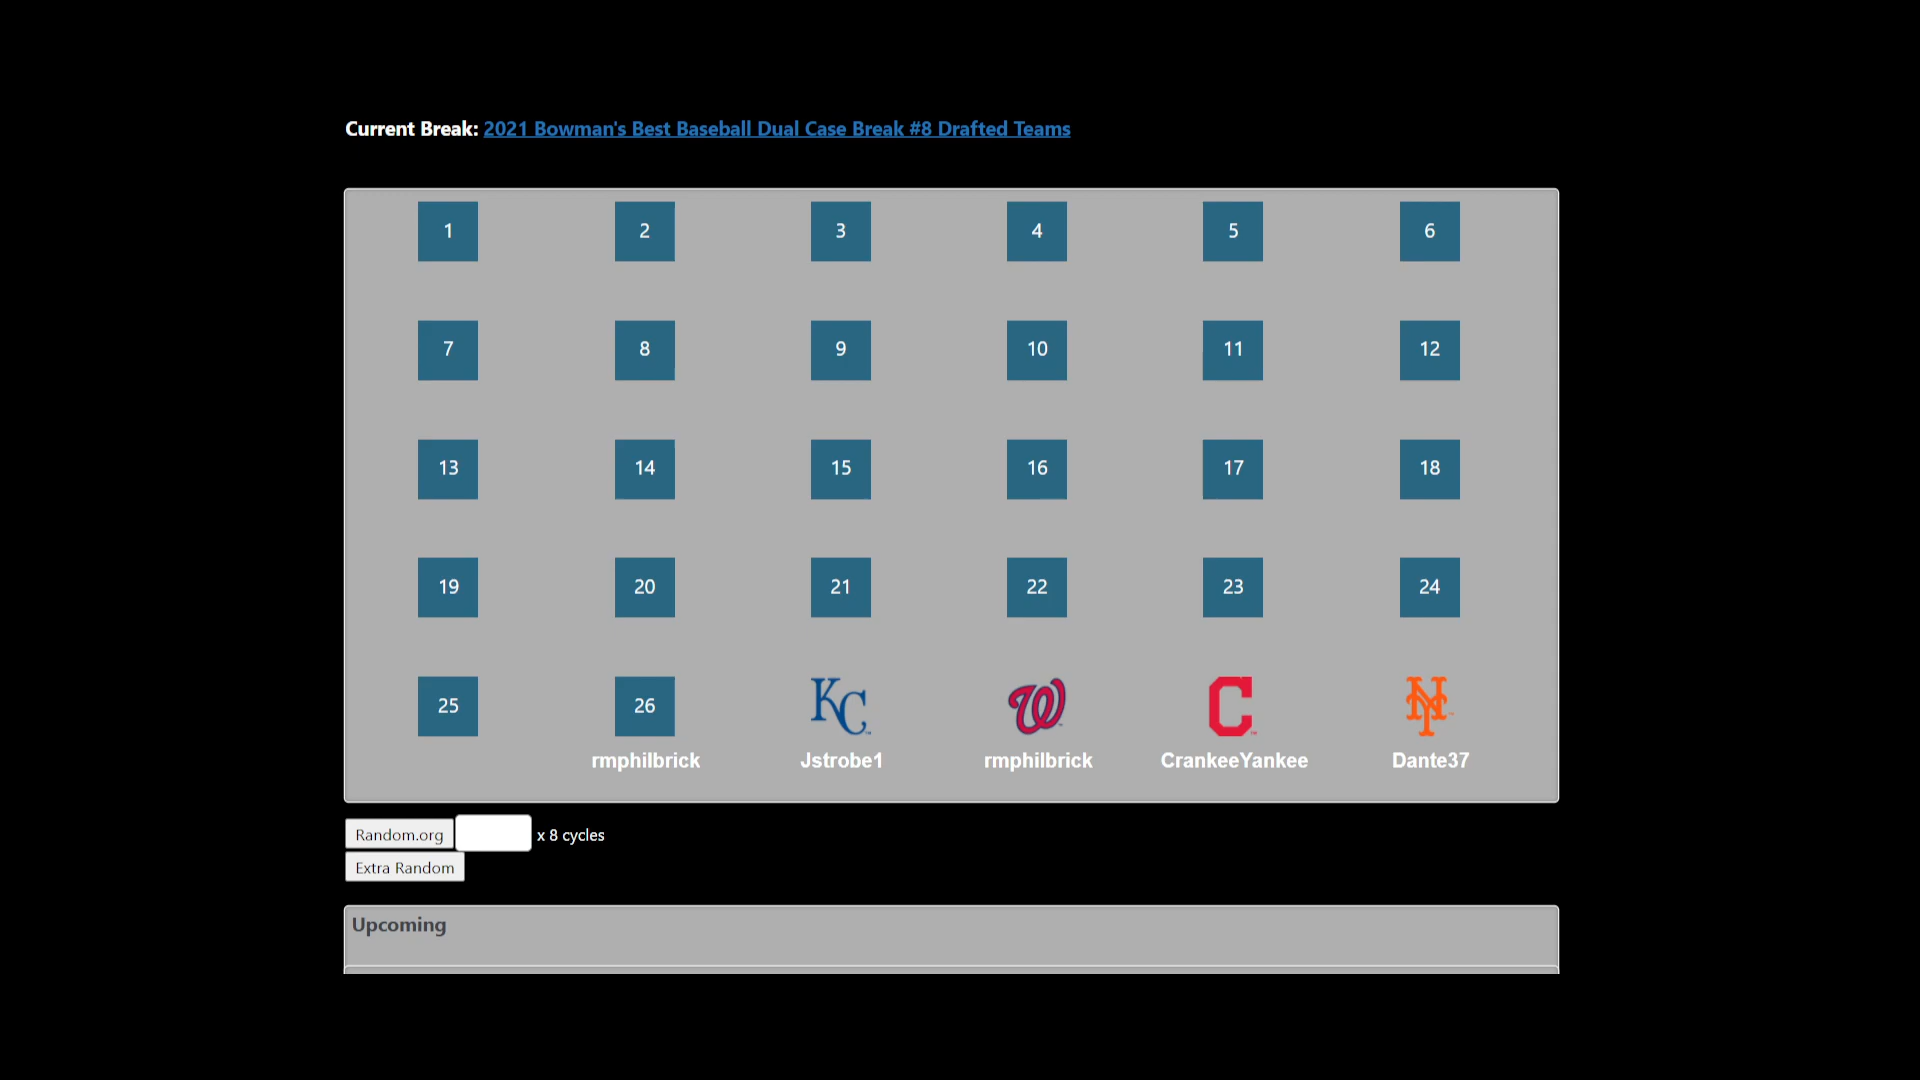 Current Break: 2021 Bowman's Best Baseball Dual Case Break #8 Drafted Teams
1 2 3 4 5 6
7 8 9 10 11 12
13 14 15 16 17 18
19 20 21 22 23 24
25 26 KC W C NY
rmphilbrick Jstrobe1 rmphilbrick CrankeeYankee Dante37
Random.org x 8 cycles
Extra Random
Upcoming